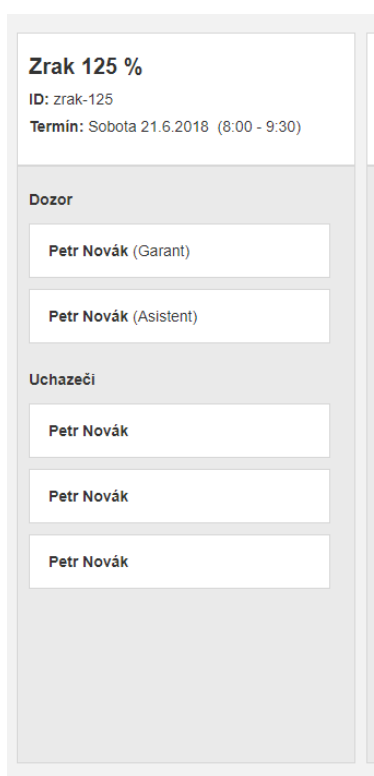 Zrak 125 %
ID: zrak-125
Termín: Sobota 21.6.2018 (8:00 - 9:30)
Dozor
Petr Novák (Garant)
Petr Novák (Asistent)
Uchazeči
Petr Novák
Petr Novák
Petr Novák